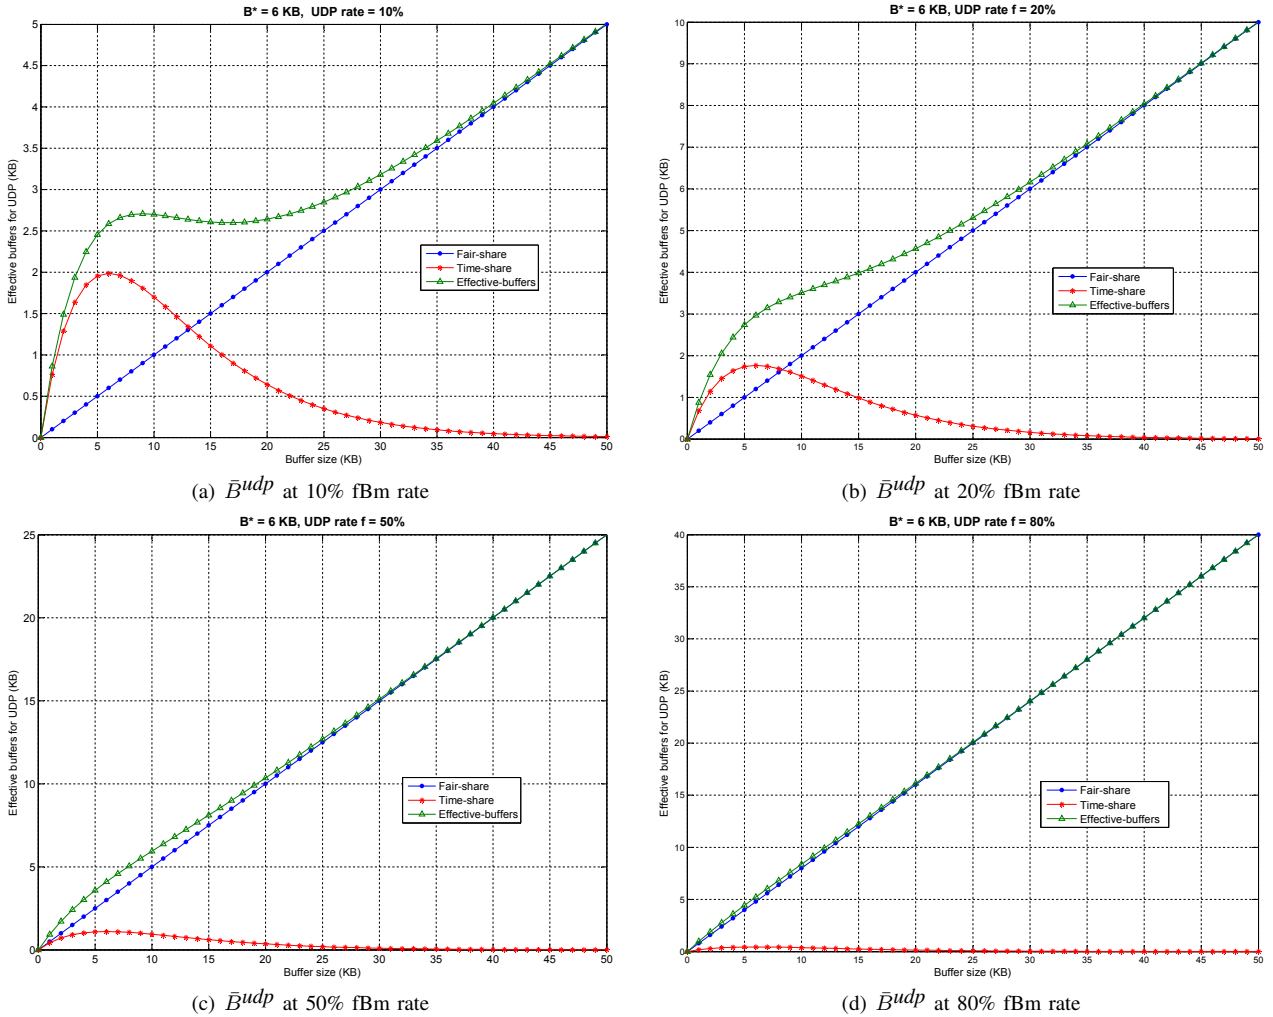 B* = 6 KB, UDP rate = 10%
Effective buffers for UDP (KB)
5
4.5
4
3.5
3
2.5
2
1.5
1
0.5
0
Fair-share
Time-share
Effective-buffers
0 5 10 15 20 25 30 35 40 45 50
Buffer size (KB)
(a) B̄^udp at 10% fBm rate
B* = 6 KB, UDP rate f = 20%
Effective buffers for UDP (KB)
10
9
8
7
6
5
4
3
2
1
0
Fair-share
Time-share
Effective-buffers
0 5 10 15 20 25 30 35 40 45 50
Buffer size (KB)
(b) B̄^udp at 20% fBm rate
B* = 6 KB, UDP rate f = 50%
Effective buffers for UDP (KB)
25
20
15
10
5
0
Fair-share
Time-share
Effective-buffers
0 5 10 15 20 25 30 35 40 45 50
Buffer size (KB)
(c) B̄^udp at 50% fBm rate
B* = 6 KB, UDP rate f = 80%
Effective buffers for UDP (KB)
40
35
30
25
20
15
10
5
0
Fair-share
Time-share
Effective-buffers
0 5 10 15 20 25 30 35 40 45 50
Buffer size (KB)
(d) B̄^udp at 80% fBm rate